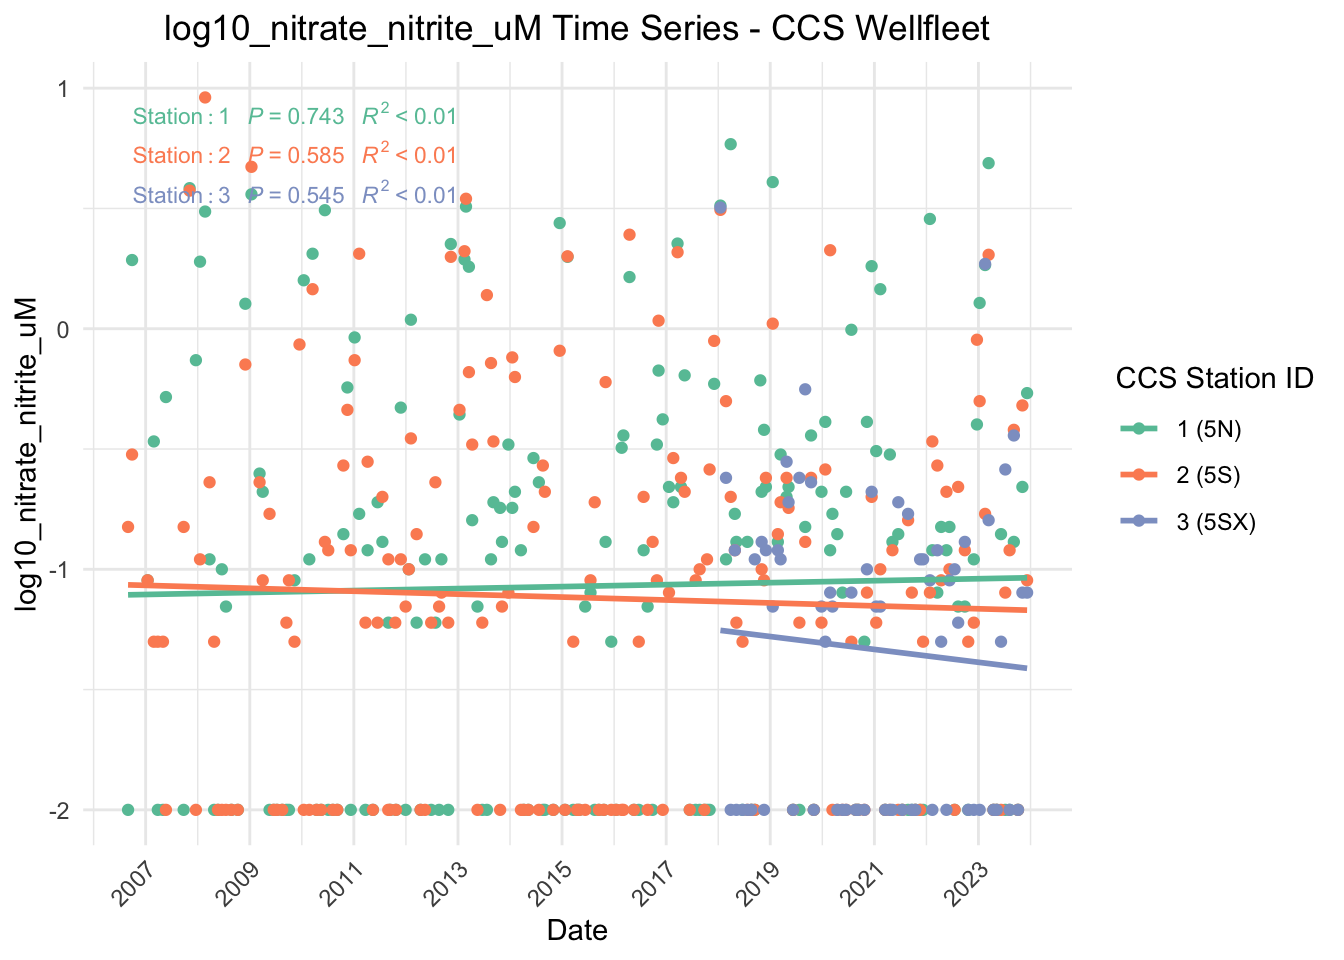 log10_nitrate_nitrite_uM Time Series - CCS Wellfleet
log10_nitrate_nitrite_uM
1
0
-1
-2
Station: 1 P = 0.743 R² < 0.01
Station: 2 P = 0.585 R² < 0.01
Station: 3 P = 0.545 R² < 0.01
2007
2009
2011
2013
2015
2017
2019
2021
2023
Date
CCS Station ID
1 (5N)
2 (5S)
3 (5SX)